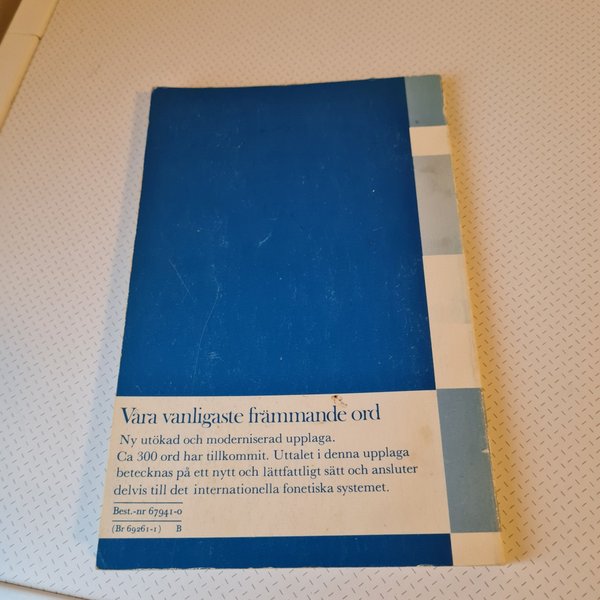 Våra vanligaste främmande ord
Ny utökad och moderniserad upplaga.
Ca 300 ord har tillkommit. Uttalet i denna upplaga
betecknas på ett nytt och lättfattligt sätt och ansluter
delvis till det internationella fonetiska systemet.
Best.-nr 67941-0
(Br 69261-1) B